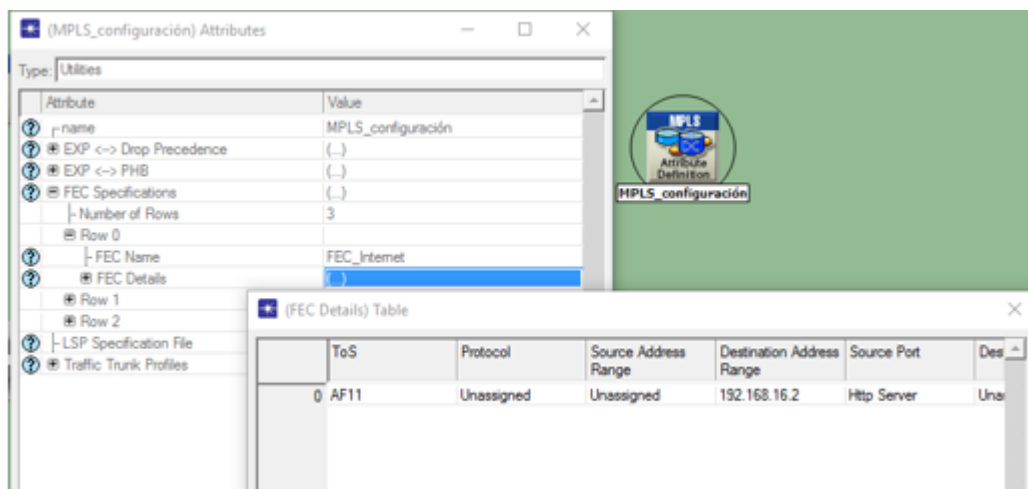 (MPLS_configuración) Attributes
Type: Utilities
Attribute Value
name MPLS_configuración
EXP <-> Drop Precedence (...)
EXP <-> PHB (...)
FEC Specifications (...)
Number of Rows 3
Row 0
FEC Name FEC_Internet
FEC Details (...)
Row 1
Row 2
LSP Specification File
Traffic Trunk Profiles
MPLS
Attribute
Definition
MPLS_configuración
(FEC Details) Table
ToS Protocol Source Address Range Destination Address Range Source Port Des
0 AF11 Unassigned Unassigned 192.168.16.2 Http Server Una